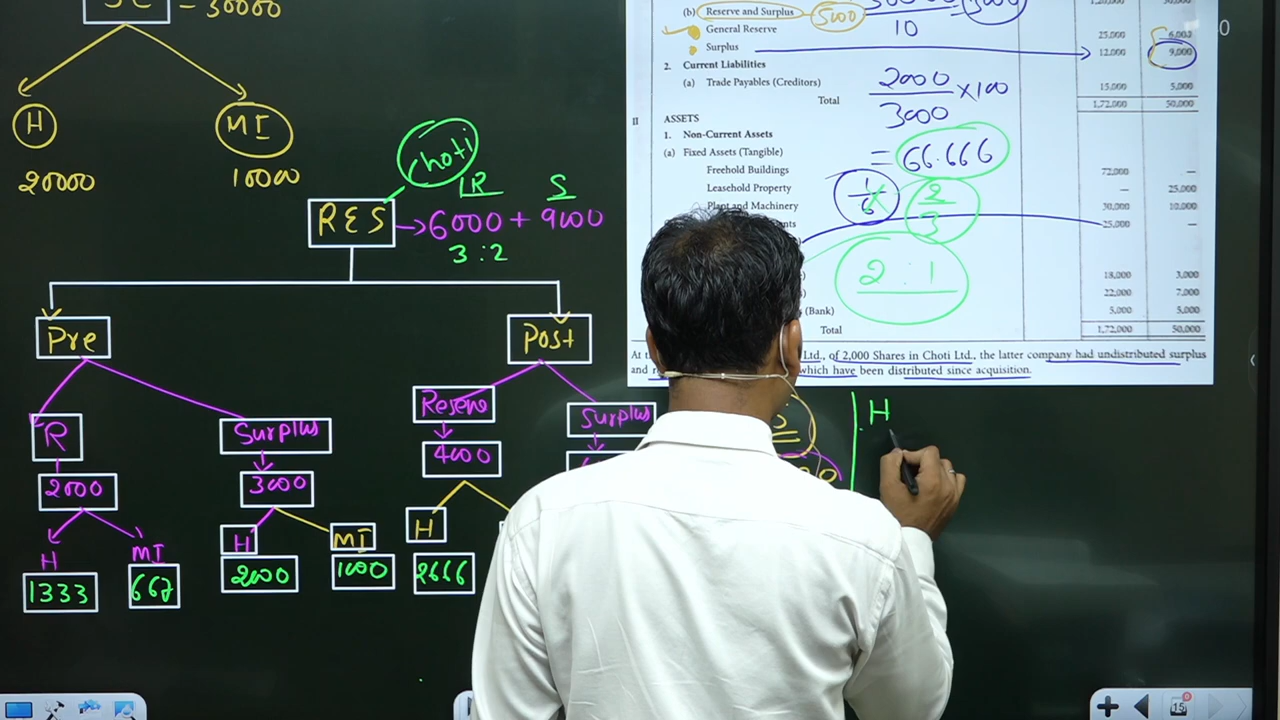 = 30000
H
MI
20000
10000
Choti
R
S
RES
6000 + 9000
3:2
Pre
Post
R
Surplus
Reserve
Surplus
2000
3000
4000
H
MI
H
MI
H
1333
667
2000
1000
2666
(b) Reserve and Surplus
5000
10
General Reserve
25,000
6,000
Surplus
12,000
9,000
2. Current Liabilities
(a) Trade Payables (Creditors)
15,000
5,000
Total
1,72,000
50,000
2000
3000
×100
= 66.666
II
ASSETS
1. Non-Current Assets
(a) Fixed Assets (Tangible)
Freehold Buildings
72,000
—
Leasehold Property
—
25,000
Plant and Machinery
30,000
10,000
25,000
—
1
6
2
3
2 : 1
18,000
3,000
22,000
7,000
(Bank)
5,000
5,000
Total
1,72,000
50,000
Ltd., of 2,000 Shares in Choti Ltd., the latter company had undistributed surplus
and
which have been distributed since acquisition.
H
15